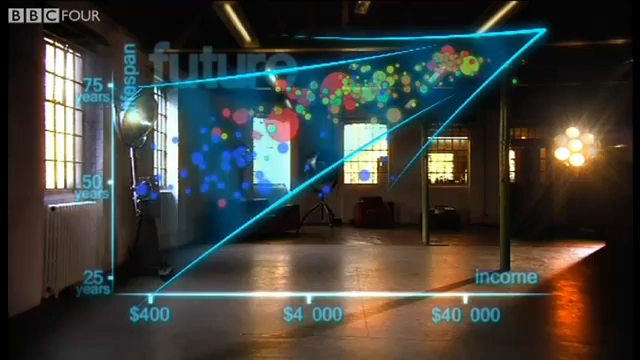 BBC FOUR
future
lifespan
75
years
50
years
25
years
income
$400
$4 000
$40 000